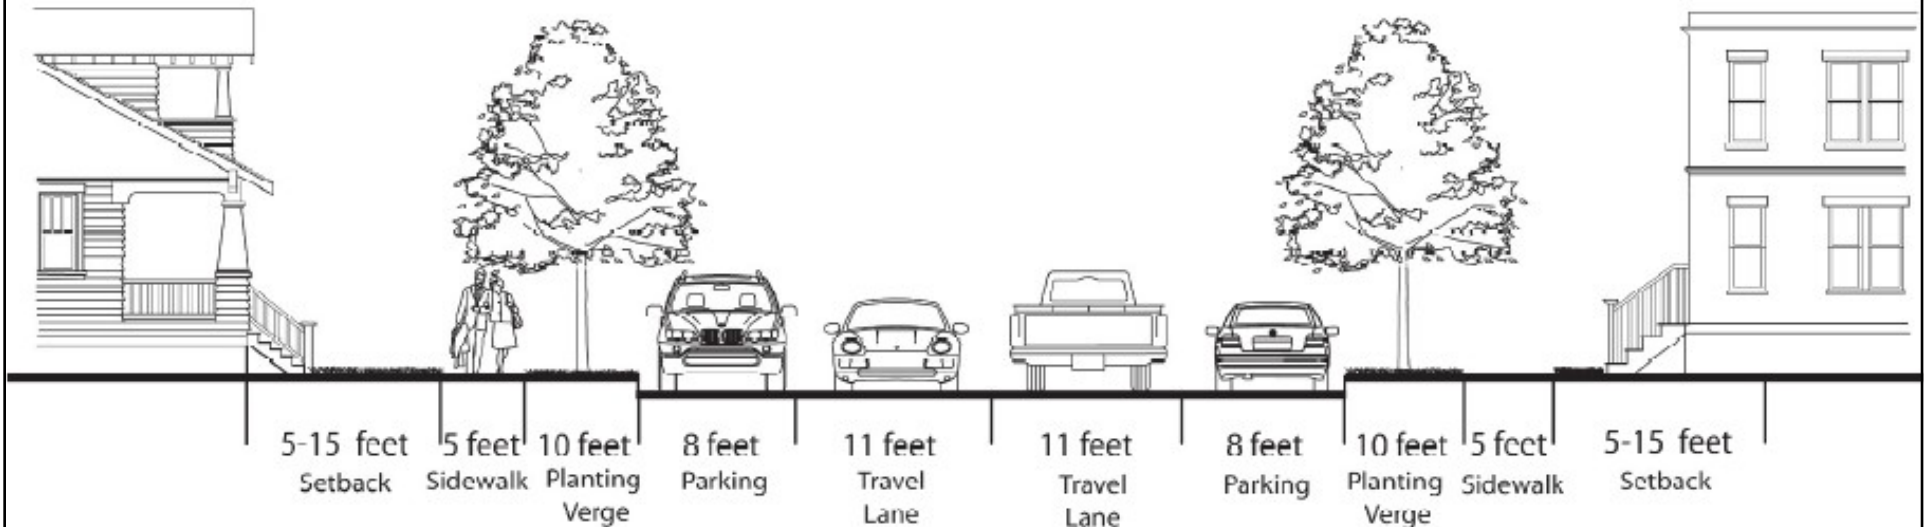 5-15 feet 5 feet 10 feet 8 feet 11 feet 11 feet 8 feet 10 feet 5 feet 5-15 feet
Setback Sidewalk Planting Parking Travel Travel Parking Planting Sidewalk Setback
Verge Lane Lane Verge